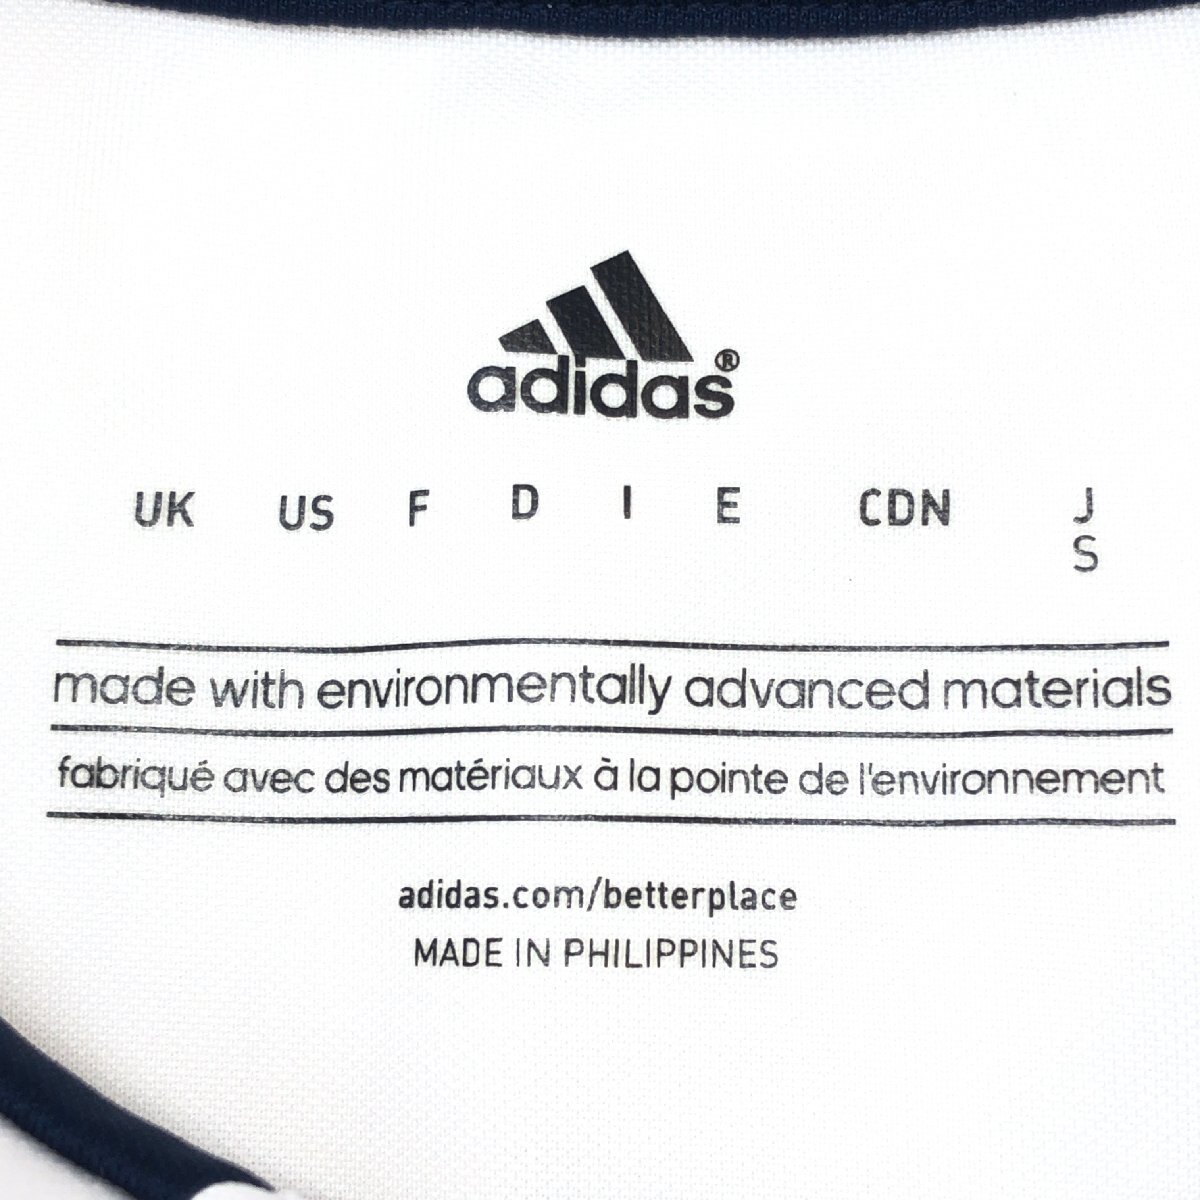 adidas®
UK US F D I E CDN J
S
made with environmentally advanced materials
fabriqué avec des matériaux à la pointe de l'environnement
adidas.com/betterplace
MADE IN PHILIPPINES